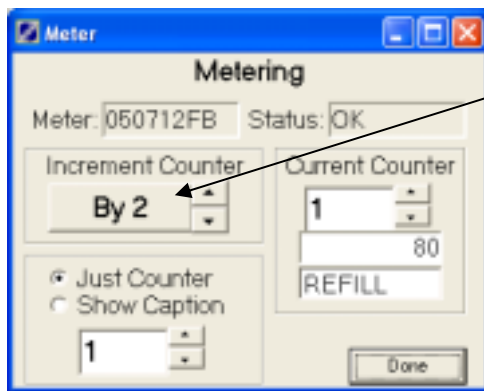 Meter
Metering
Meter: 050712FB Status: OK
Increment Counter
By 2
Current Counter
1
80
REFILL
Just Counter
Show Caption
1
Done